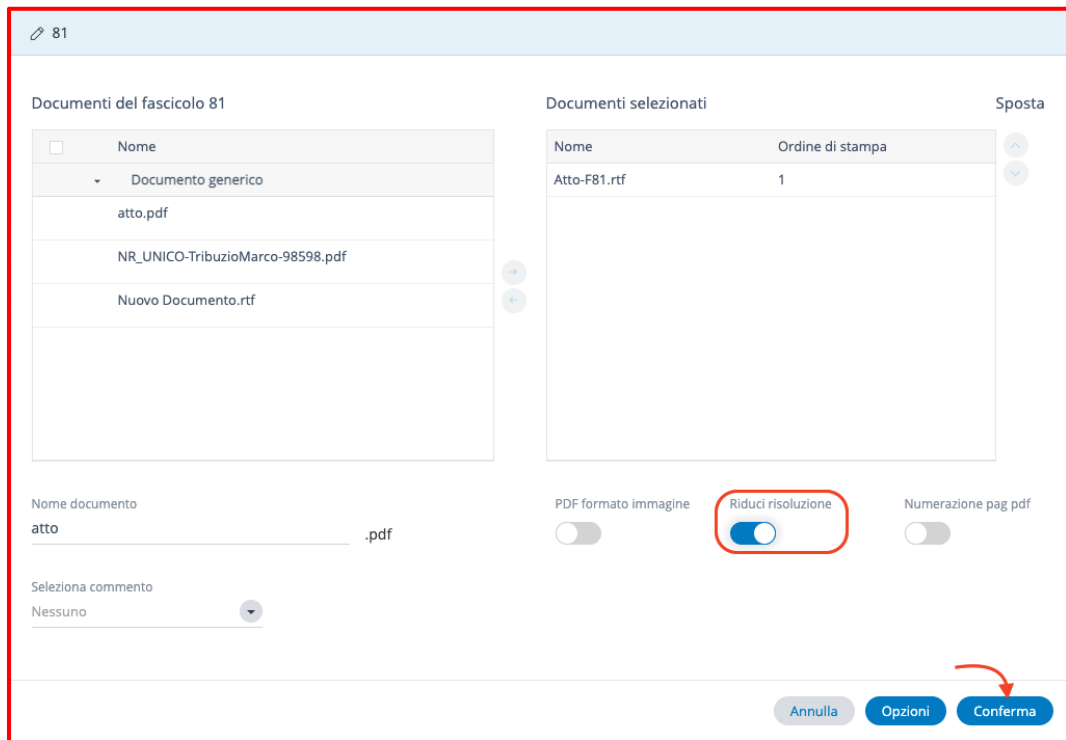 81
Documenti del fascicolo 81
Documenti selezionati
Sposta
Nome
Nome
Ordine di stampa
Documento generico
Atto-F81.rtf
1
atto.pdf
NR_UNICO-TribuzioMarco-98598.pdf
Nuovo Documento.rtf
Nome documento
atto
.pdf
PDF formato immagine
Riduci risoluzione
Numerazione pag pdf
Seleziona commento
Nessuno
Annulla
Opzioni
Conferma